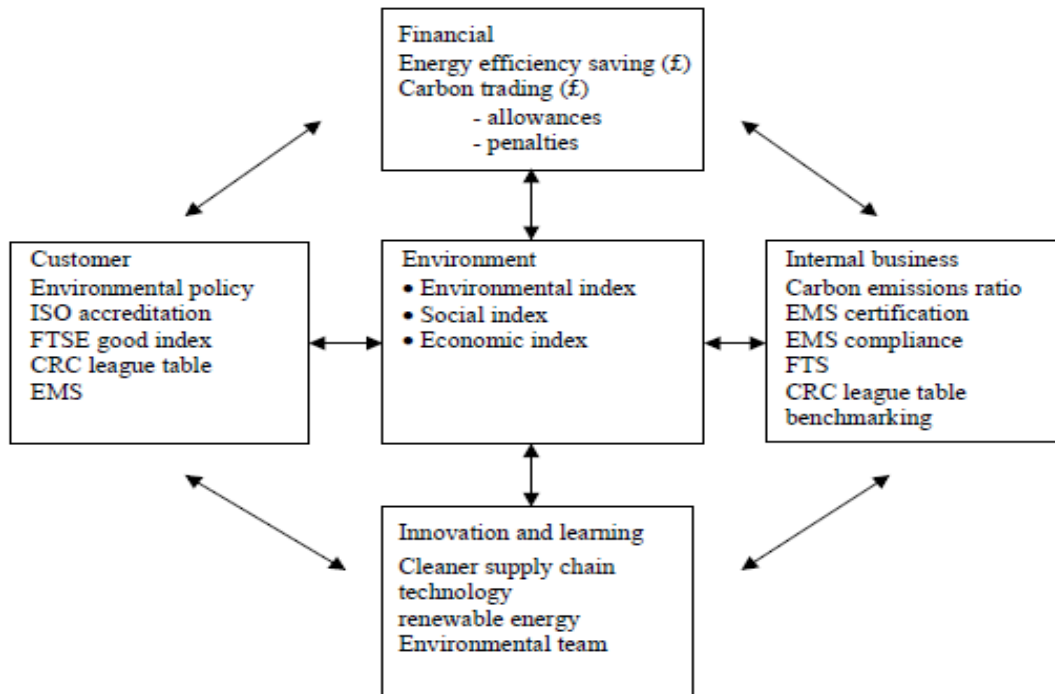 Financial
Energy efficiency saving (£)
Carbon trading (£)
- allowances
- penalties
Customer
Environmental policy
ISO accreditation
FTSE good index
CRC league table
EMS
Environment
• Environmental index
• Social index
• Economic index
Internal business
Carbon emissions ratio
EMS certification
EMS compliance
FTS
CRC league table
benchmarking
Innovation and learning
Cleaner supply chain
technology
renewable energy
Environmental team